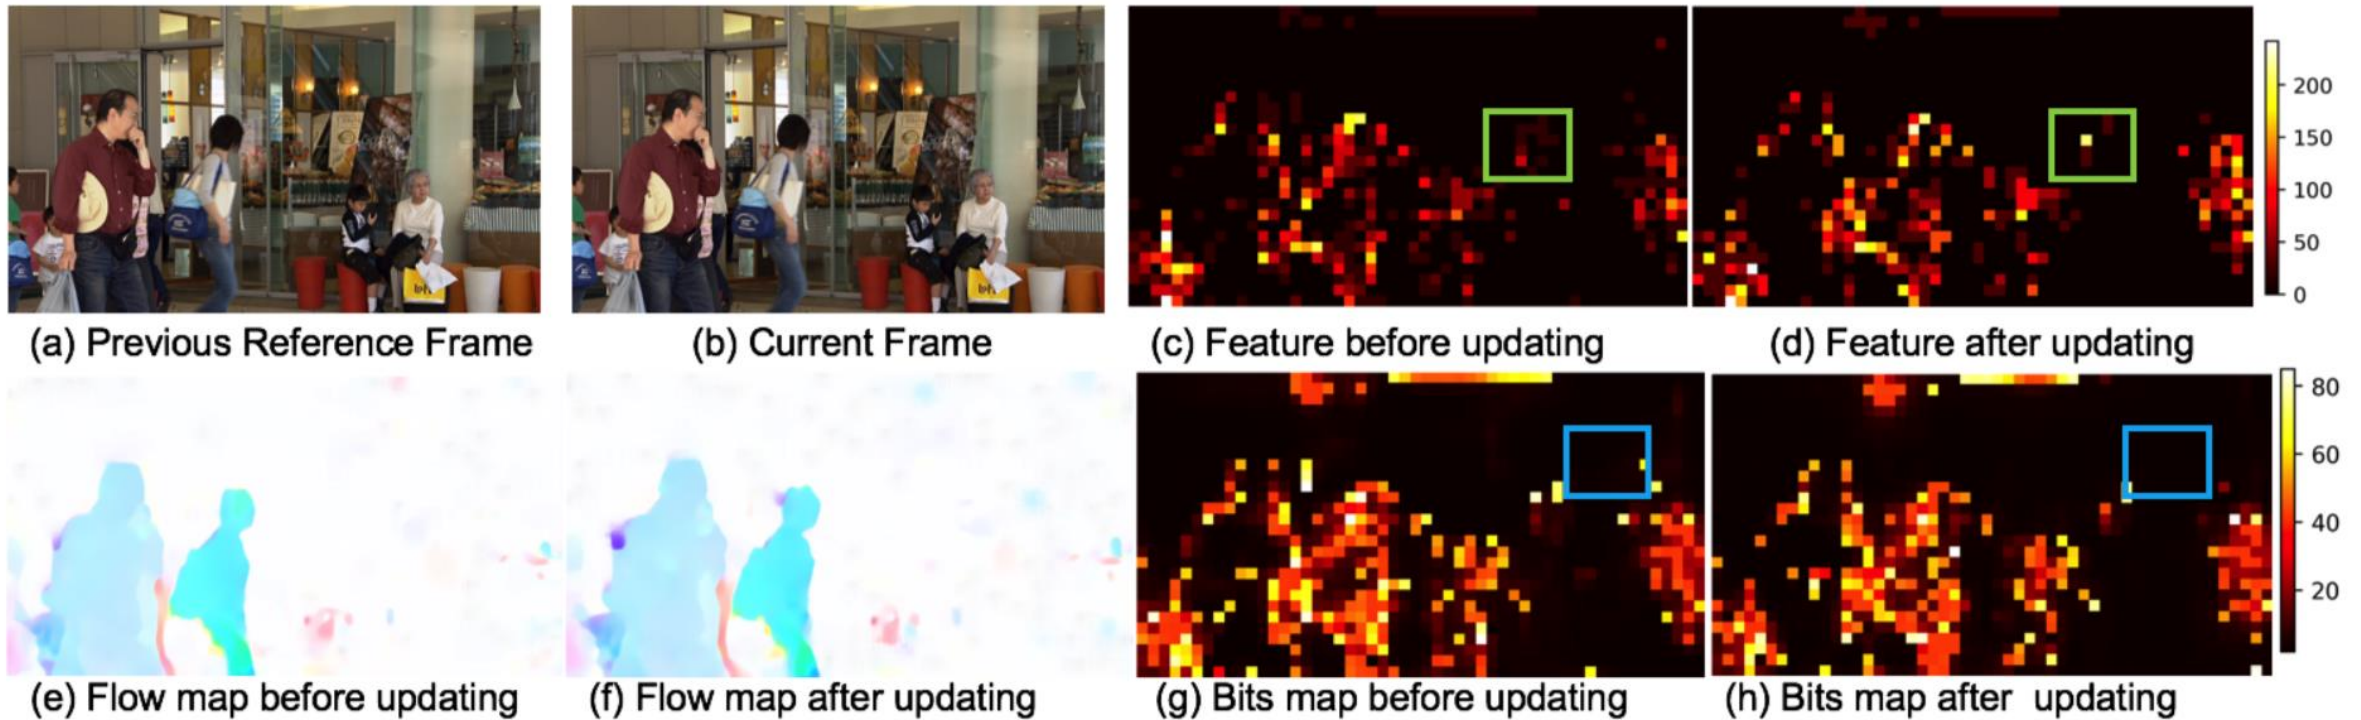 (a) Previous Reference Frame
(b) Current Frame
(c) Feature before updating
(d) Feature after updating
200
150
100
50
0
(e) Flow map before updating
(f) Flow map after updating
(g) Bits map before updating
(h) Bits map after updating
80
60
40
20